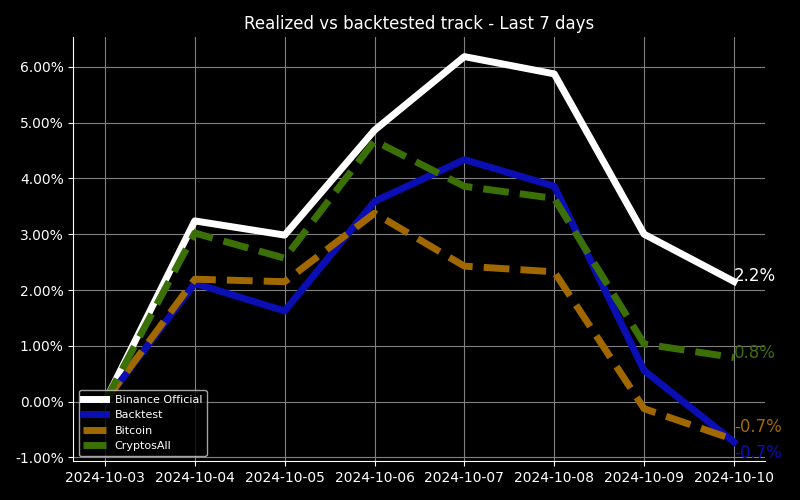 Realized vs backtested track - Last 7 days
6.00%
5.00%
4.00%
3.00%
2.00%
1.00%
0.00%
-1.00%
2.2%
0.8%
-0.7%
-0.7%
Binance Official
Backtest
Bitcoin
CryptosAll
2024-10-03 2024-10-04 2024-10-05 2024-10-06 2024-10-07 2024-10-08 2024-10-09 2024-10-10